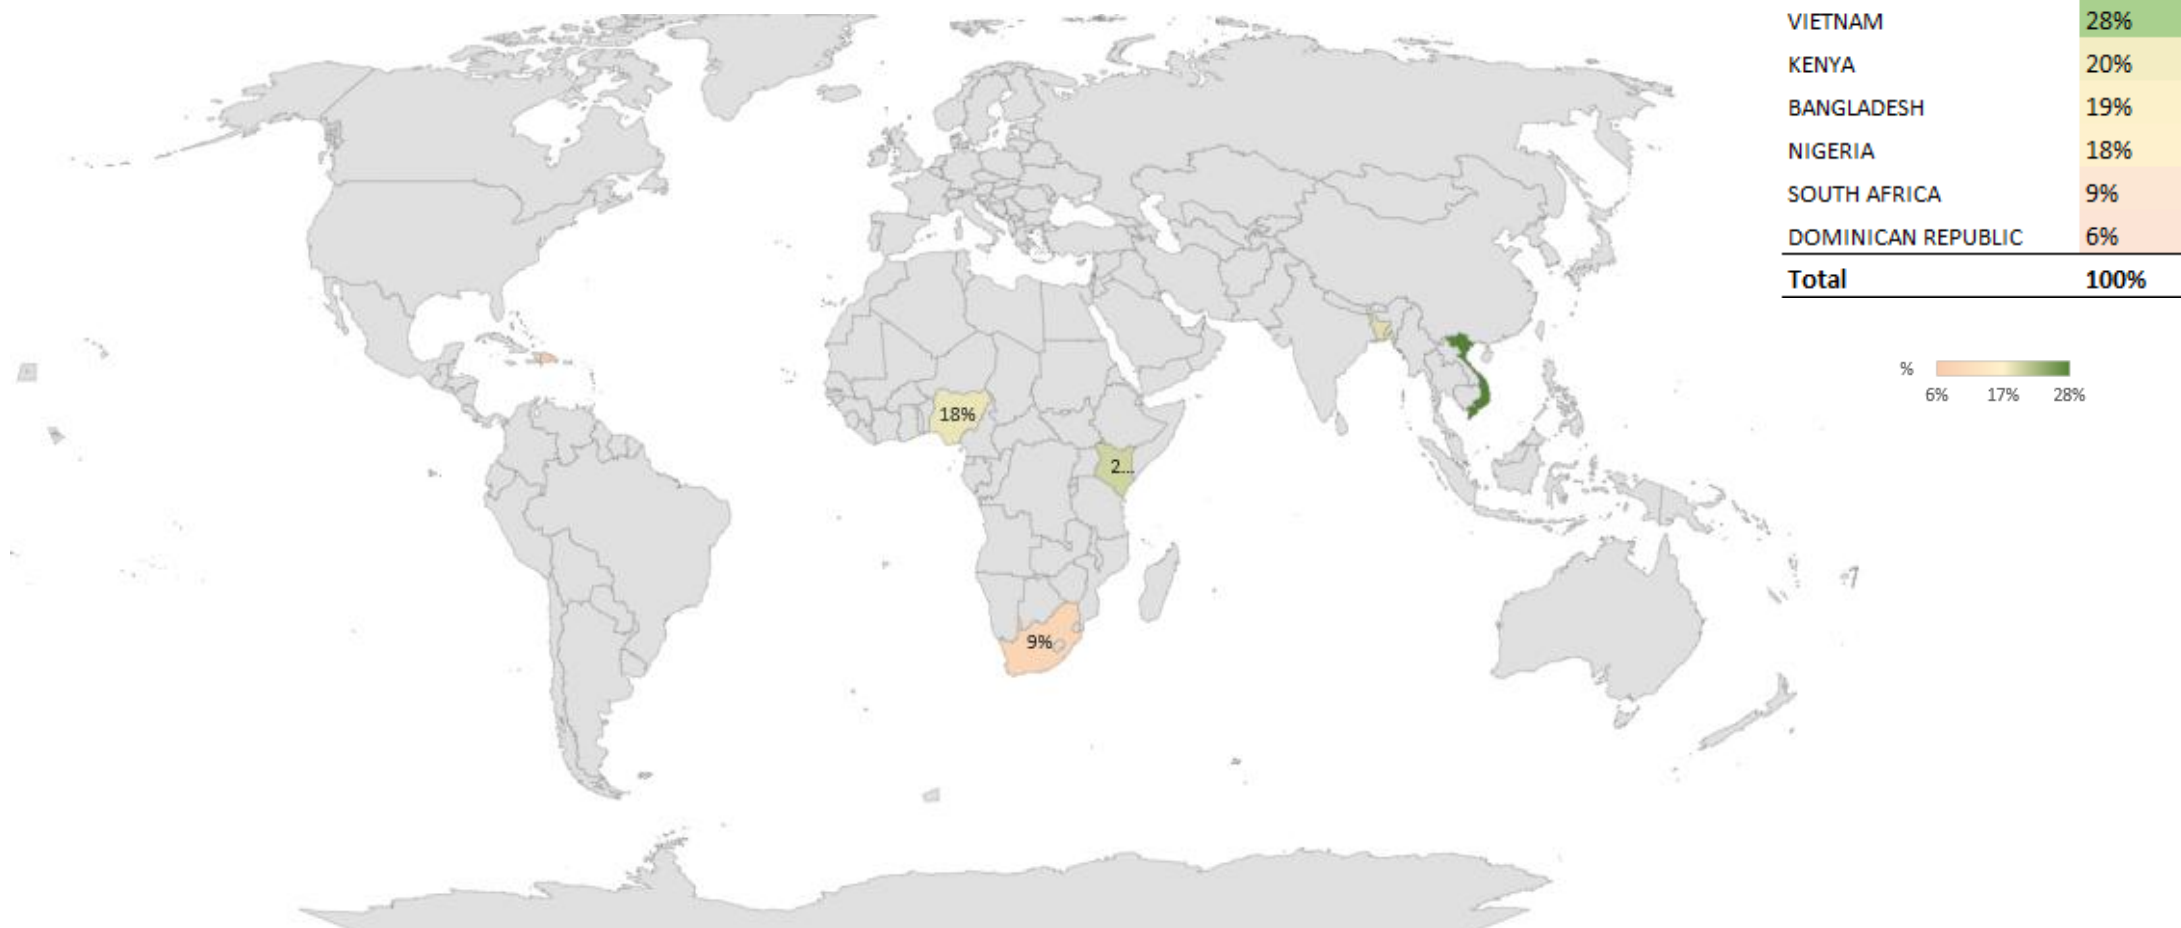 VIETNAM 28%
KENYA 20%
BANGLADESH 19%
NIGERIA 18%
SOUTH AFRICA 9%
DOMINICAN REPUBLIC 6%
Total 100%
%
6% 17% 28%
18%
2...
9%